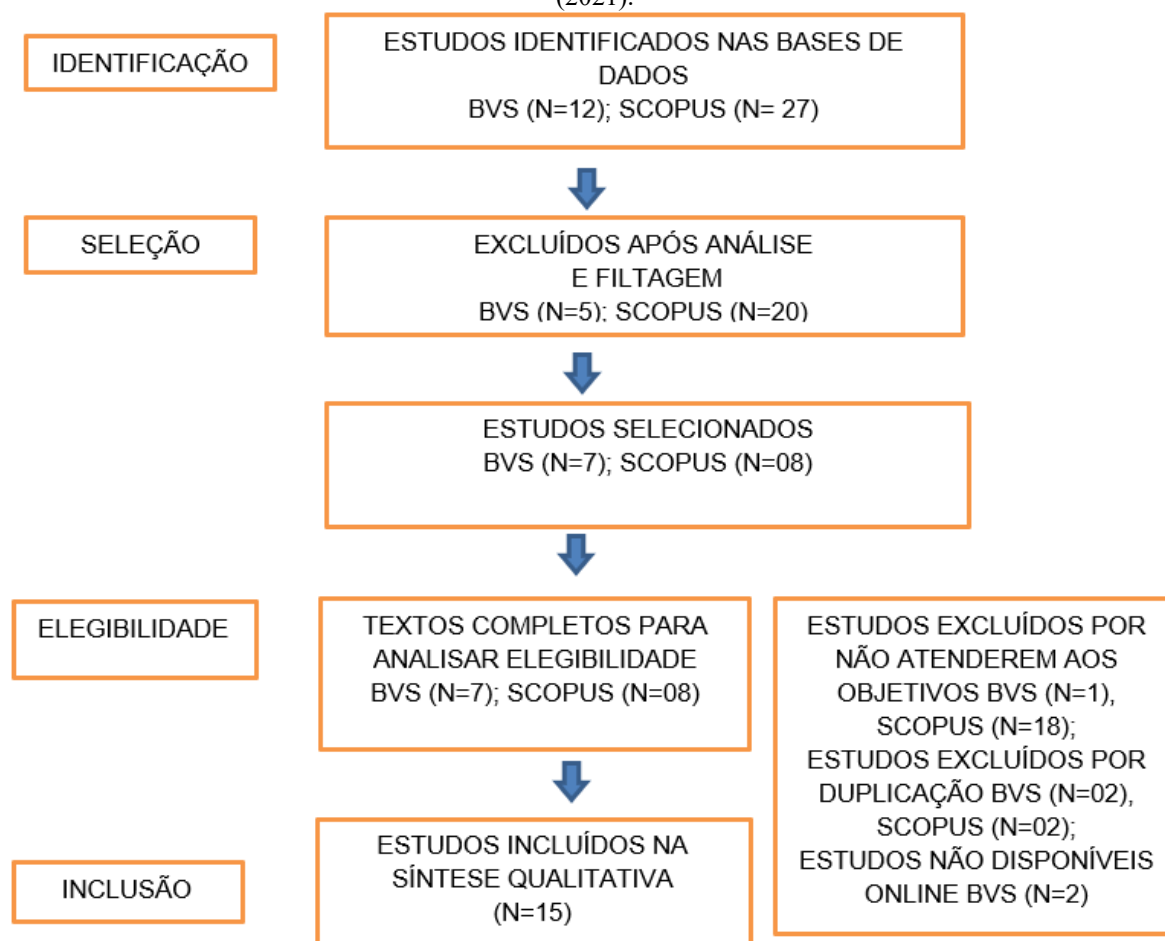 (2021).
IDENTIFICAÇÃO
ESTUDOS IDENTIFICADOS NAS BASES DE
DADOS
BVS (N=12); SCOPUS (N= 27)
SELEÇÃO
EXCLUÍDOS APÓS ANÁLISE
E FILTAGEM
BVS (N=5); SCOPUS (N=20)
ESTUDOS SELECIONADOS
BVS (N=7); SCOPUS (N=08)
ELEGIBILIDADE
TEXTOS COMPLETOS PARA
ANALISAR ELEGIBILIDADE
BVS (N=7); SCOPUS (N=08)
ESTUDOS EXCLUÍDOS POR
NÃO ATENDEREM AOS
OBJETIVOS BVS (N=1),
SCOPUS (N=18);
ESTUDOS EXCLUÍDOS POR
DUPLICAÇÃO BVS (N=02),
SCOPUS (N=02);
ESTUDOS NÃO DISPONÍVEIS
ONLINE BVS (N=2)
INCLUSÃO
ESTUDOS INCLUÍDOS NA
SÍNTESE QUALITATIVA
(N=15)